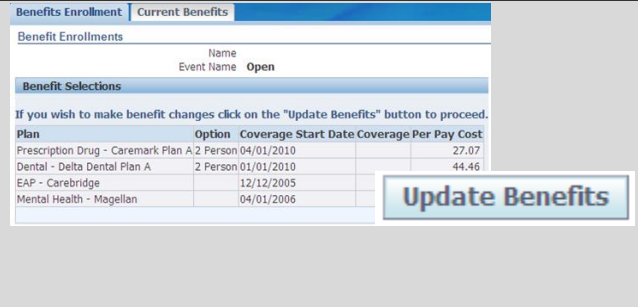 Benefits Enrollment Current Benefits
Benefit Enrollments
Name
Event Name Open
Benefit Selections
If you wish to make benefit changes click on the "Update Benefits" button to proceed.
Plan Option Coverage Start Date Coverage Per Pay Cost
Prescription Drug - Caremark Plan A 2 Person 04/01/2010 27.07
Dental - Delta Dental Plan A 2 Person 01/01/2010 44.46
EAP - Carebridge 12/12/2005
Mental Health - Magellan 04/01/2006
Update Benefits